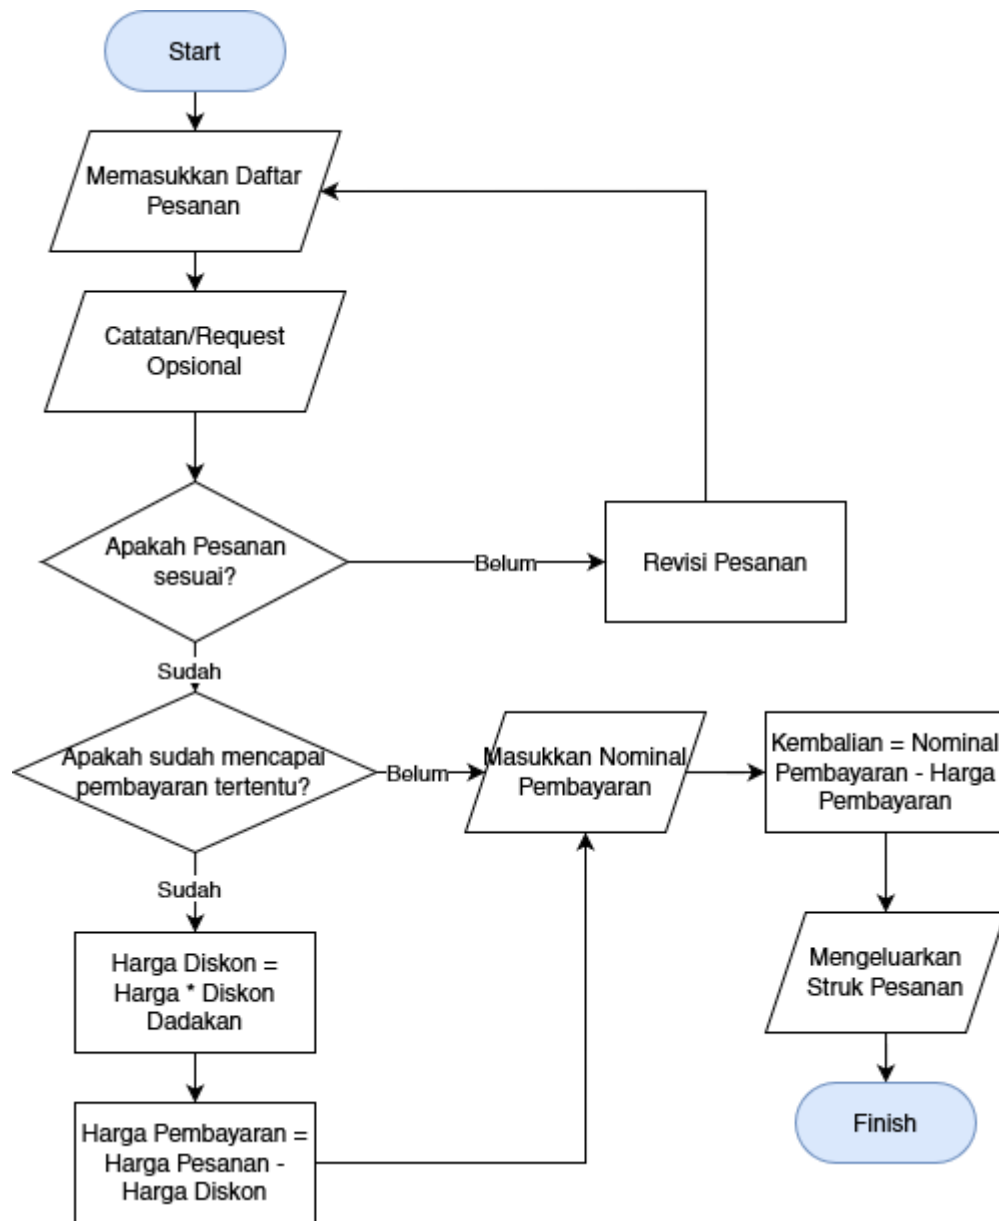 Start
Memasukkan Daftar
Pesanan
Catatan/Request
Opsional
Apakah Pesanan
sesuai?
Belum
Revisi Pesanan
Sudah
Apakah sudah mencapai
pembayaran tertentu?
Belum
Masukkan Nominal
Pembayaran
Kembalian = Nominal
Pembayaran - Harga
Pembayaran
Sudah
Harga Diskon =
Harga * Diskon
Dadakan
Mengeluarkan
Struk Pesanan
Harga Pembayaran =
Harga Pesanan -
Harga Diskon
Finish